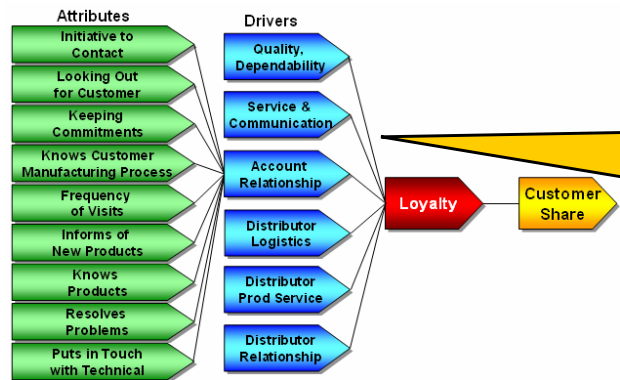 Attributes
Initiative to
Contact
Looking Out
for Customer
Keeping
Commitments
Knows Customer
Manufacturing Process
Frequency
of Visits
Informs of
New Products
Knows
Products
Resolves
Problems
Puts in Touch
with Technical
Drivers
Quality,
Dependability
Service &
Communication
Account
Relationship
Distributor
Logistics
Distributor
Prod Service
Distributor
Relationship
Loyalty
Customer
Share